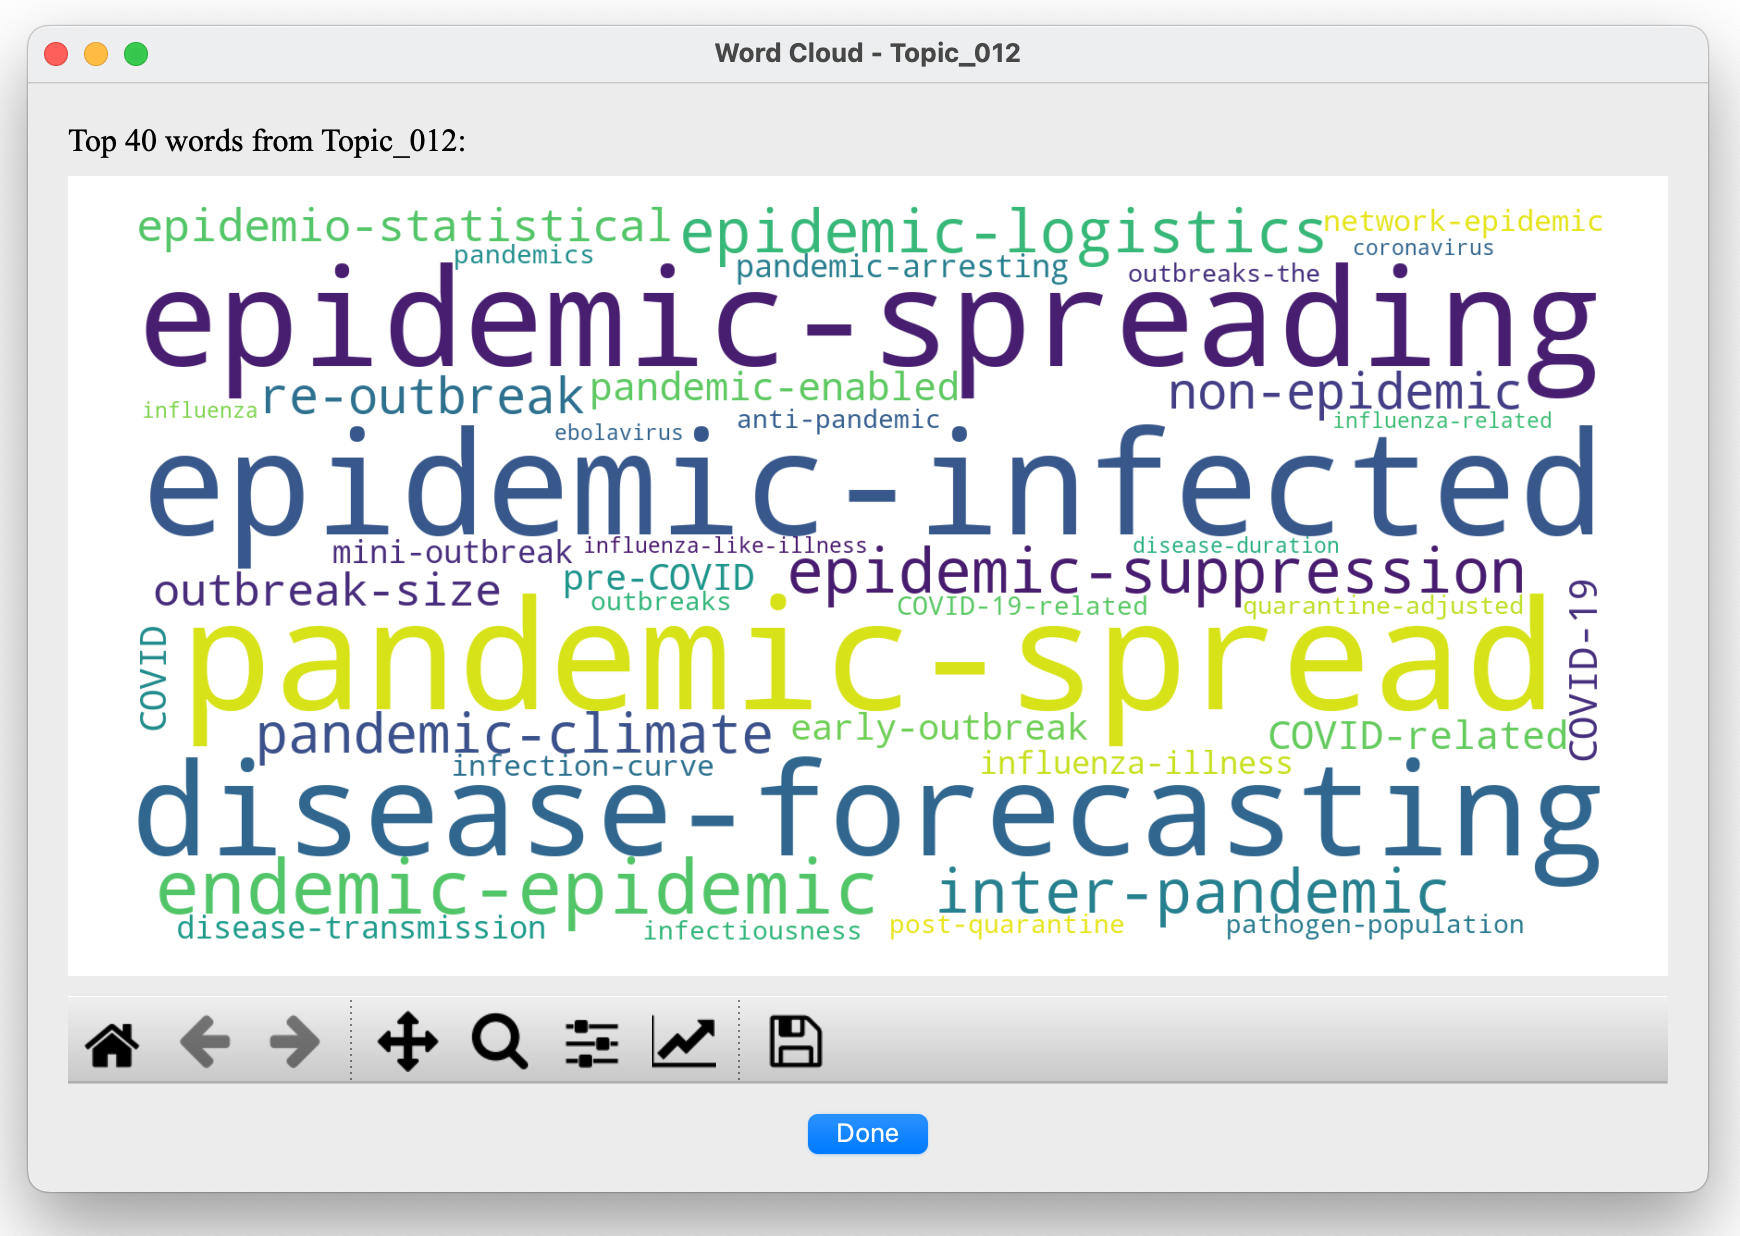 Word Cloud - Topic_012
Top 40 words from Topic_012:
epidemio-statistical epidemic-logistics network-epidemic
pandemics pandemic-arresting outbreaks-the coronavirus
epidemic-spreading
influenza re-outbreak pandemic-enabled non-epidemic
ebolavirus anti-pandemic influenza-related
epidemic-infected
mini-outbreak influenza-like-illness disease-duration
outbreak-size pre-COVID epidemic-suppression
outbreaks COVID-19-related quarantine-adjusted
COVID
pandemic-spread
COVID-19
pandemic-climate early-outbreak COVID-related
infection-curve influenza-illness
disease-forecasting
endemic-epidemic inter-pandemic
disease-transmission infectiousness post-quarantine pathogen-population
Done